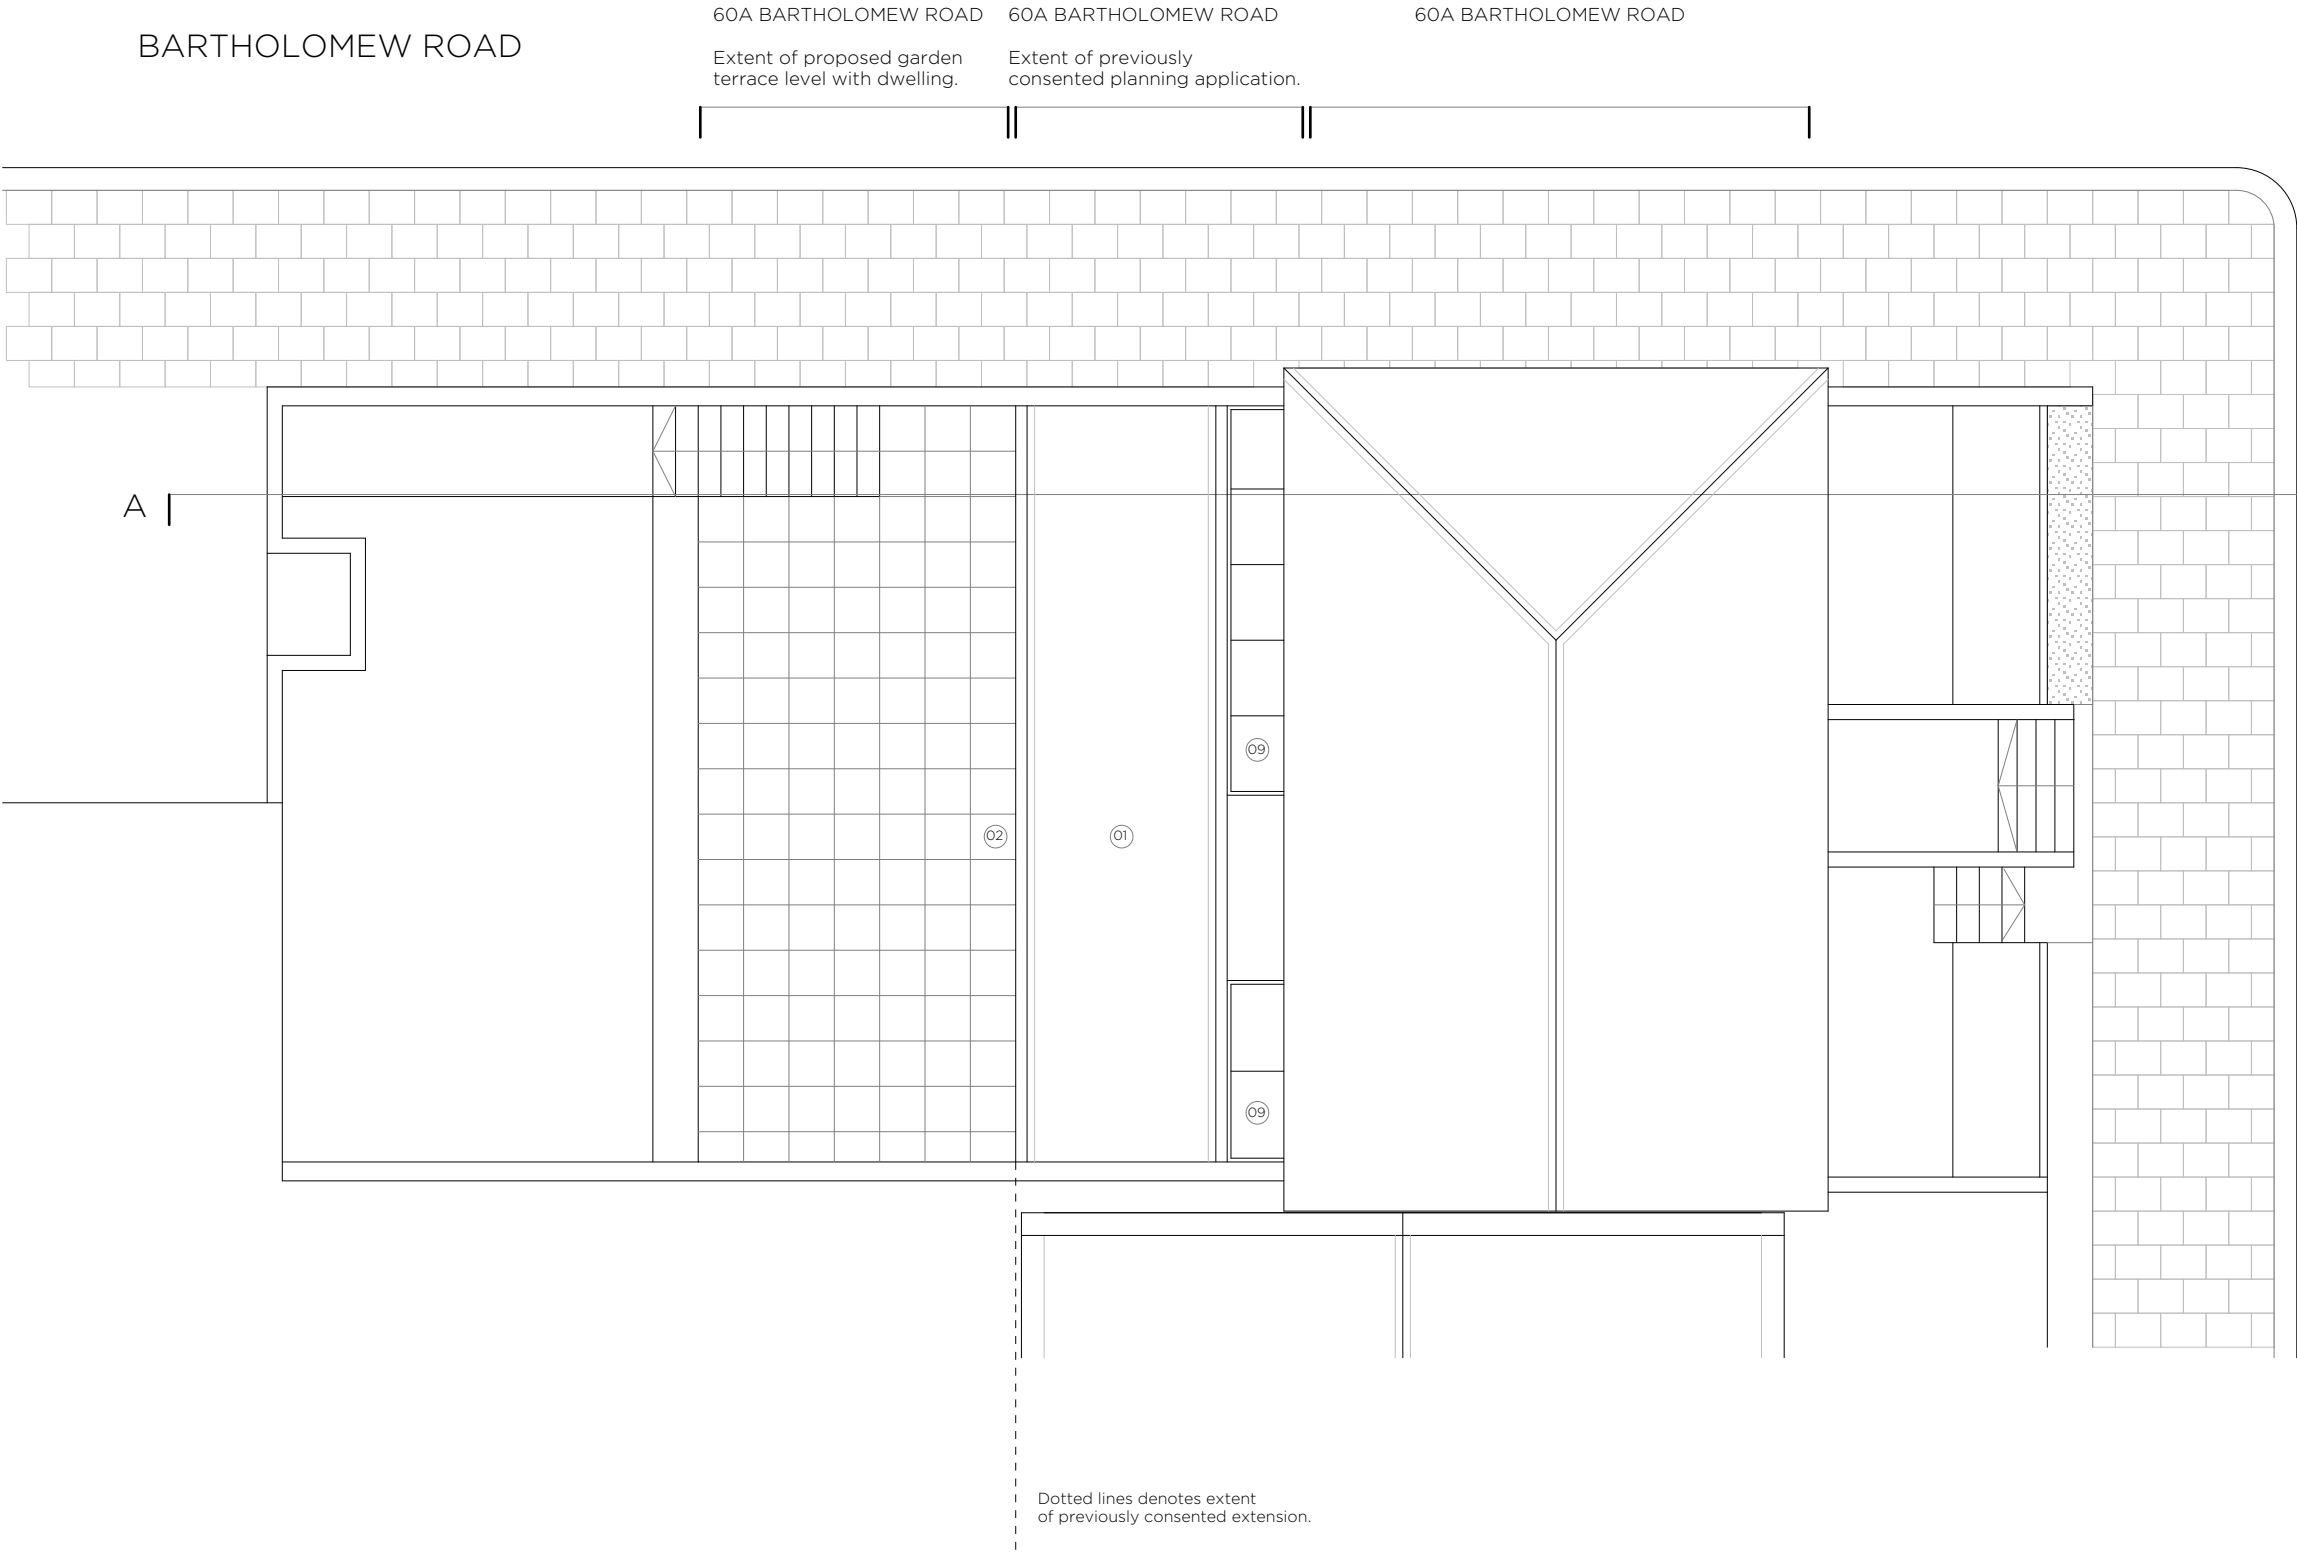 BARTHOLOMEW ROAD
60A BARTHOLOMEW ROAD
Extent of proposed garden
terrace level with dwelling.
60A BARTHOLOMEW ROAD
Extent of previously
consented planning application.
60A BARTHOLOMEW ROAD
A
09
02
01
09
Dotted lines denotes extent
of previously consented extension.